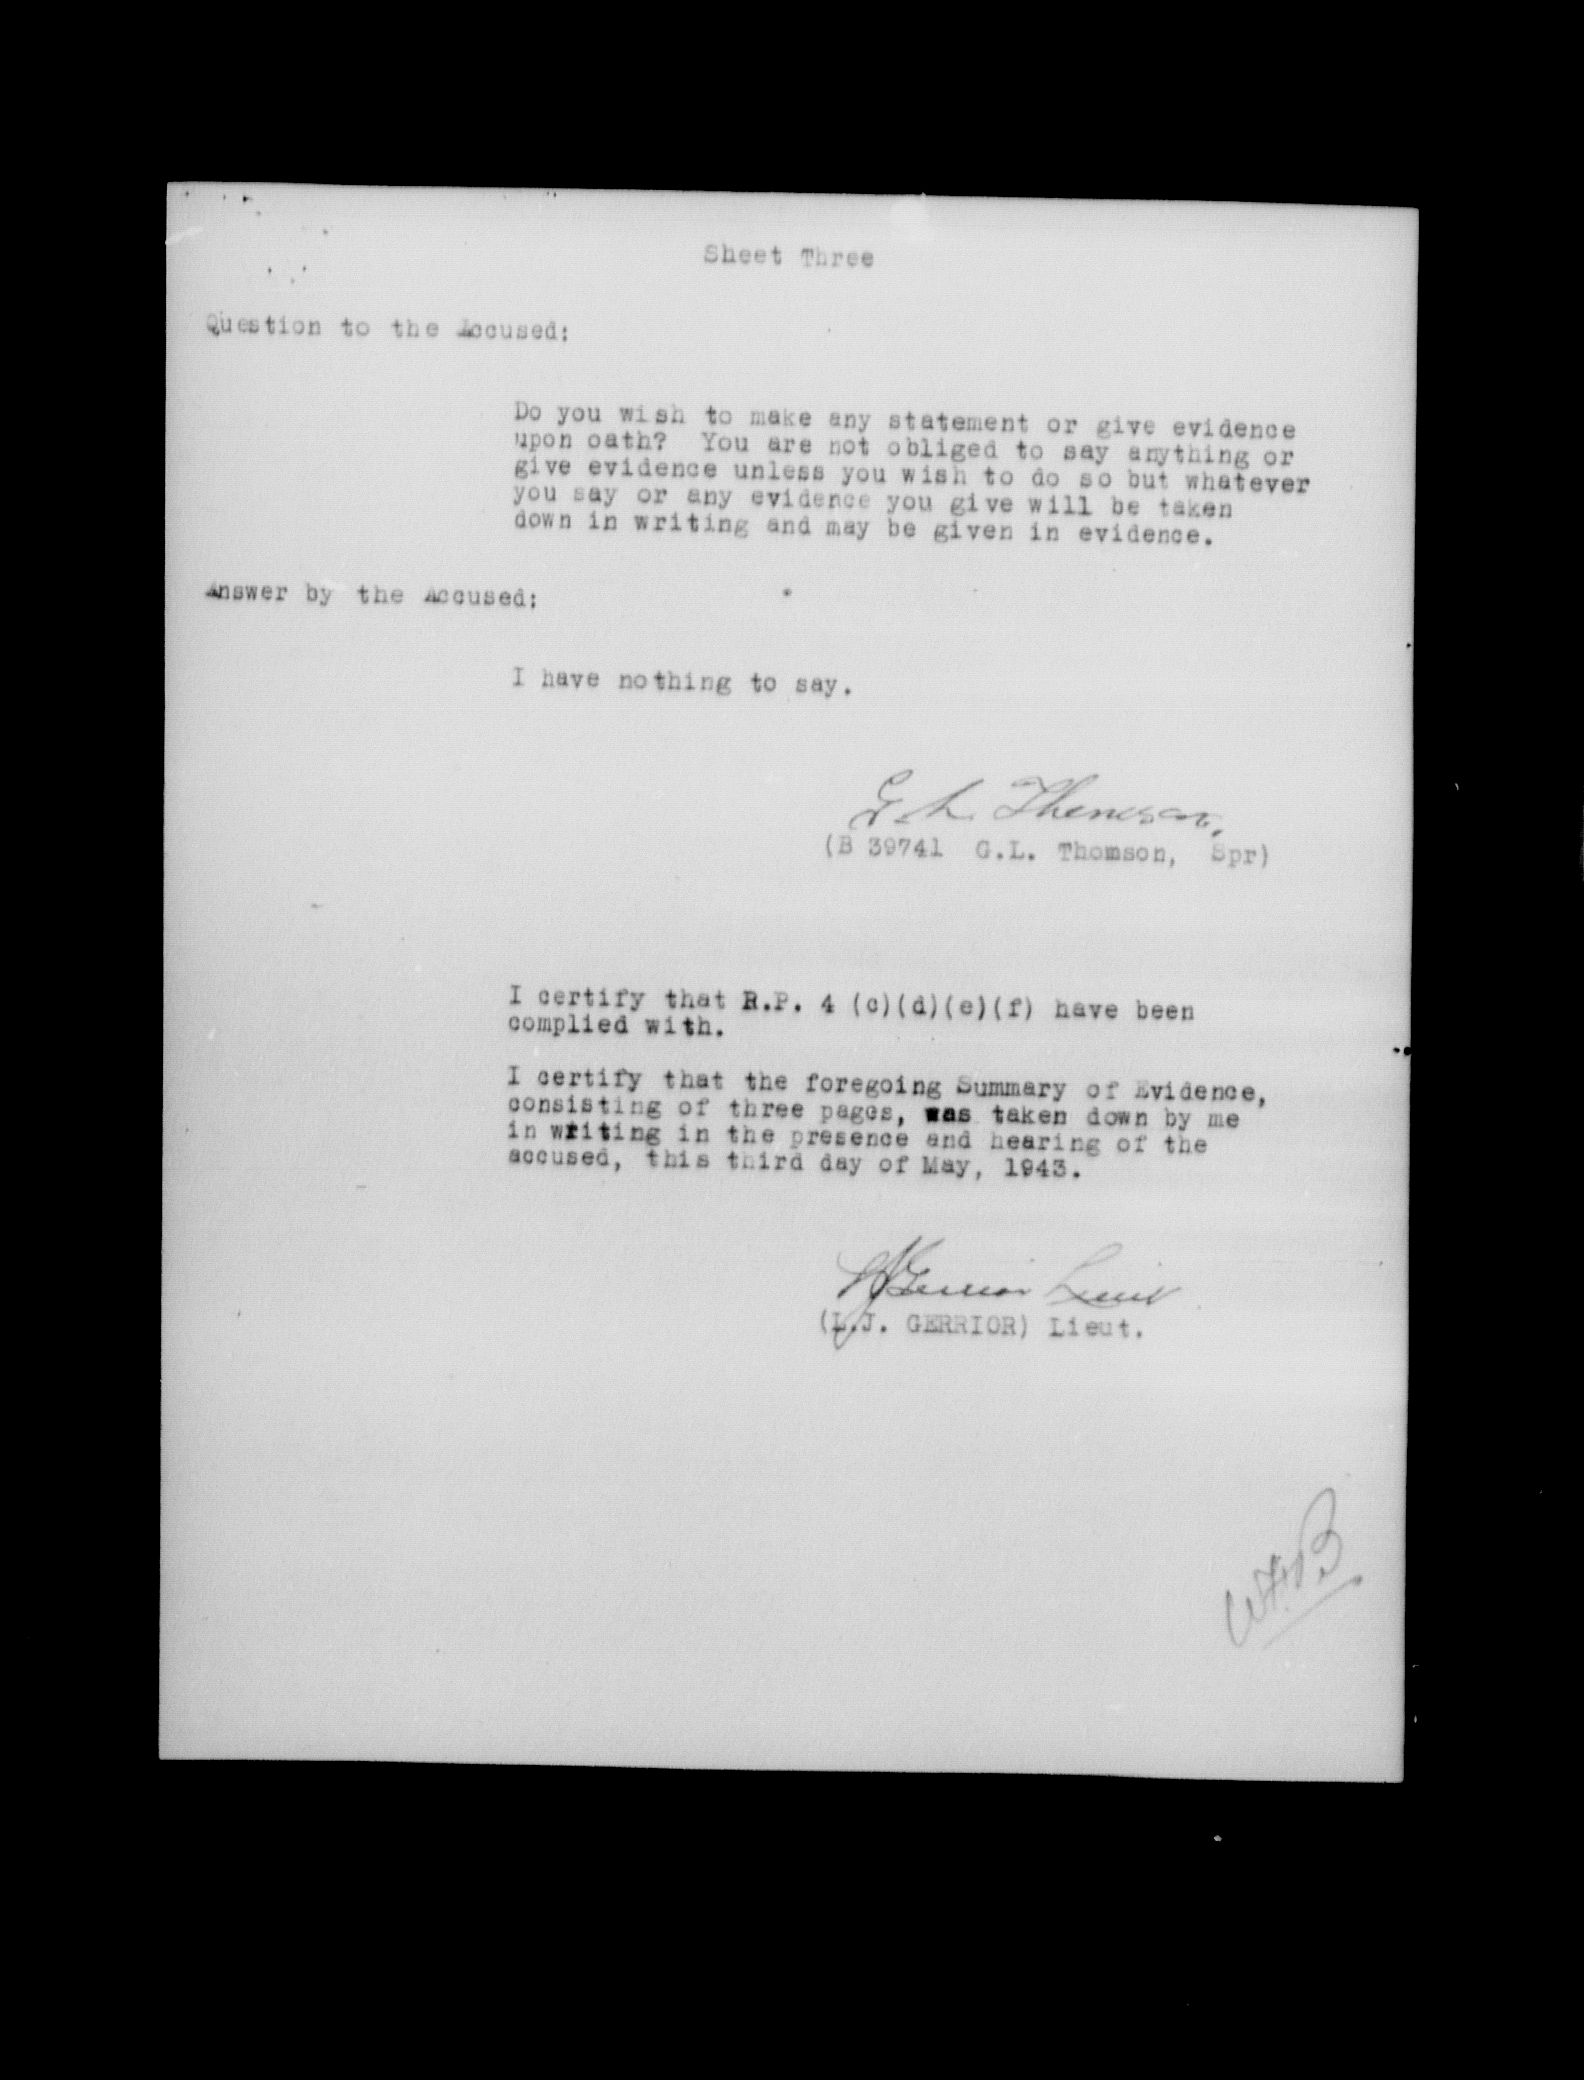 Sheet Three
Question to the Accused:
Do you wish to make any statement or give evidence
upon oath? You are not obliged to say anything or
give evidence unless you wish to do so but whatever
you say or any evidence you give will be taken
down in writing and may be given in evidence.
Answer by the Accused:
I have nothing to say.
G. L. Thomson.
(B 39741 G.L. Thomson, Spr)
I certify that R.P. 4 (c)(d)(e)(f) have been
complied with.
I certify that the foregoing Summary of Evidence,
consisting of three pages, was taken down by me
in writing in the presence and hearing of the
accused, this third day of May, 1943.
LJ Gerrior Lieut
(L.J. GERRIOR) Lieut.